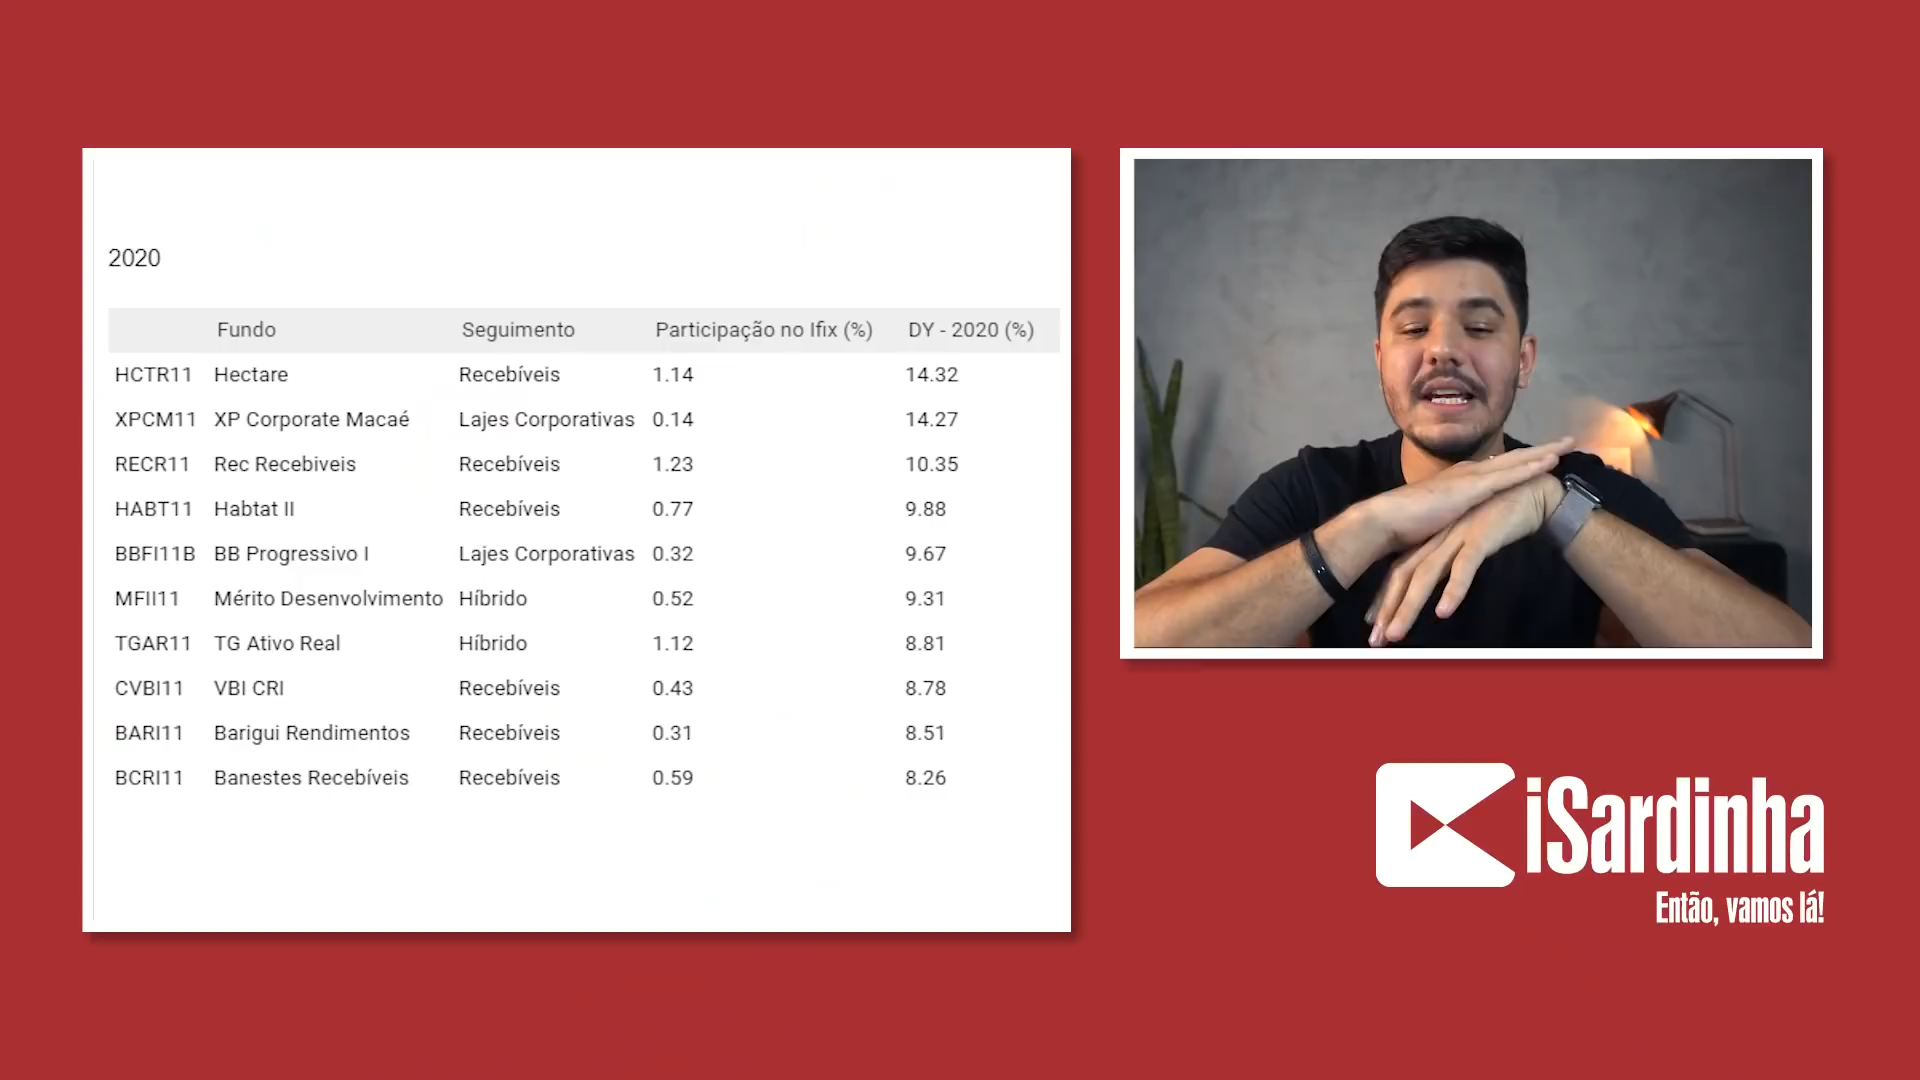 2020
Fundo Seguimento Participação no Ifix (%) DY - 2020 (%)
HCTR11 Hectare Recebíveis 1.14 14.32
XPCM11 XP Corporate Macaé Lajes Corporativas 0.14 14.27
RECR11 Rec Recebiveis Recebíveis 1.23 10.35
HABT11 Habtat II Recebíveis 0.77 9.88
BBFI11B BB Progressivo I Lajes Corporativas 0.32 9.67
MFII11 Mérito Desenvolvimento Híbrido 0.52 9.31
TGAR11 TG Ativo Real Híbrido 1.12 8.81
CVBI11 VBI CRI Recebíveis 0.43 8.78
BARI11 Barigui Rendimentos Recebíveis 0.31 8.51
BCRI11 Banestes Recebíveis Recebíveis 0.59 8.26
iSardinha
Então, vamos lá!